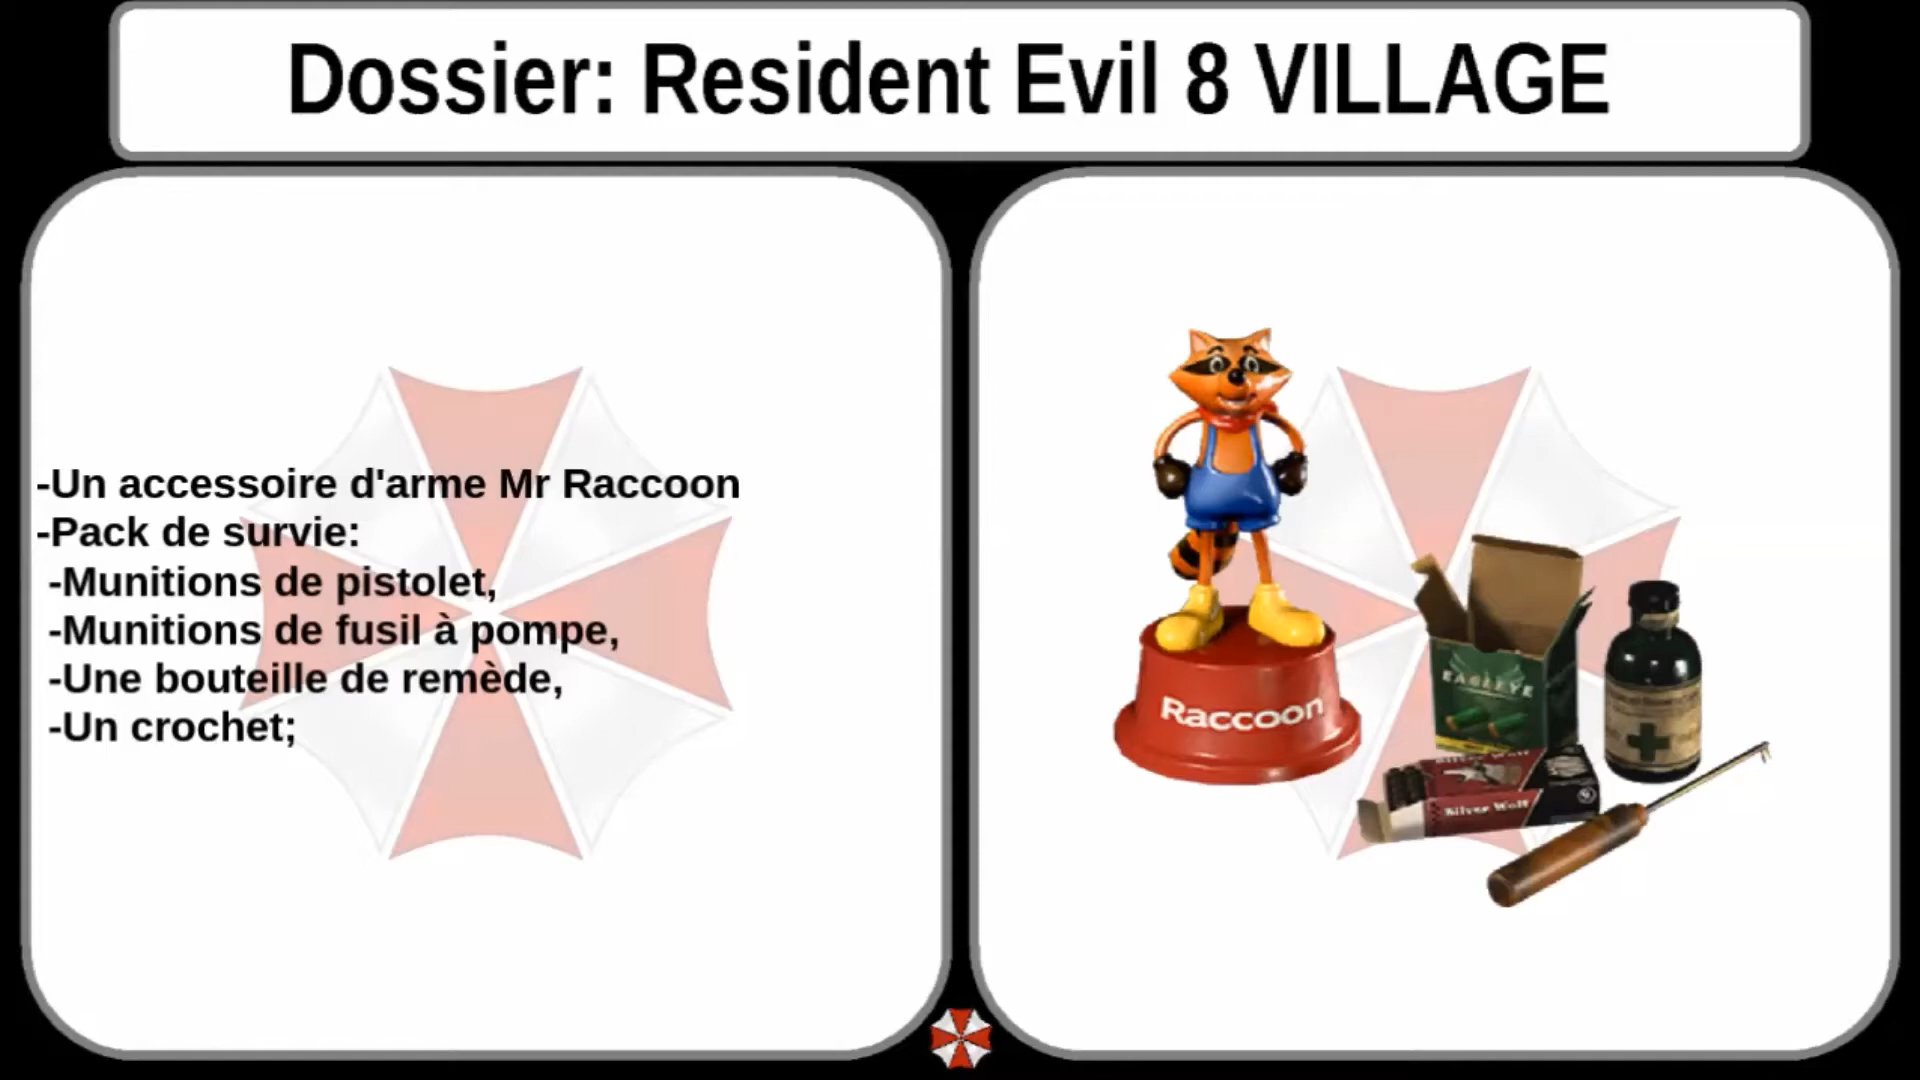 Dossier: Resident Evil 8 VILLAGE
-Un accessoire d'arme Mr Raccoon
-Pack de survie:
-Munitions de pistolet,
-Munitions de fusil à pompe,
-Une bouteille de remède,
-Un crochet;
Raccoon
EAGLEYE
Silver Wolf
Silver Wolf